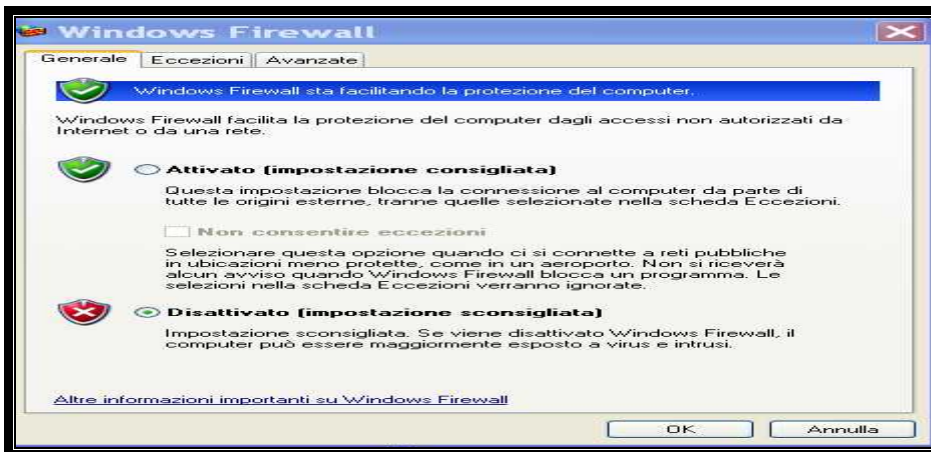 Windows Firewall
Generale Eccezioni Avanzate
Windows Firewall sta facilitando la protezione del computer.
Windows Firewall facilita la protezione del computer dagli accessi non autorizzati da
Internet o da una rete.
Attivato (impostazione consigliata)
Questa impostazione blocca la connessione al computer da parte di
tutte le origini esterne, tranne quelle selezionate nella scheda Eccezioni.
Non consentire eccezioni
Selezionare questa opzione quando ci si connette a reti pubbliche
in ubicazioni meno protette, come in un aeroporto. Non si riceverà
alcun avviso quando Windows Firewall blocca un programma. Le
selezioni nella scheda Eccezioni verranno ignorate.
Disattivato (impostazione sconsigliata)
Impostazione sconsigliata. Se viene disattivato Windows Firewall, il
computer può essere maggiormente esposto a virus e intrusi.
Altre informazioni importanti su Windows Firewall
OK Annulla